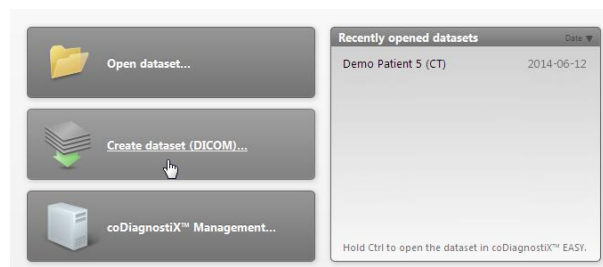 Open dataset...
Create dataset (DICOM)...
coDiagnostiX™ Management...
Recently opened datasets Date ▼
Demo Patient 5 (CT) 2014-06-12
Hold Ctrl to open the dataset in coDiagnostiX™ EASY.